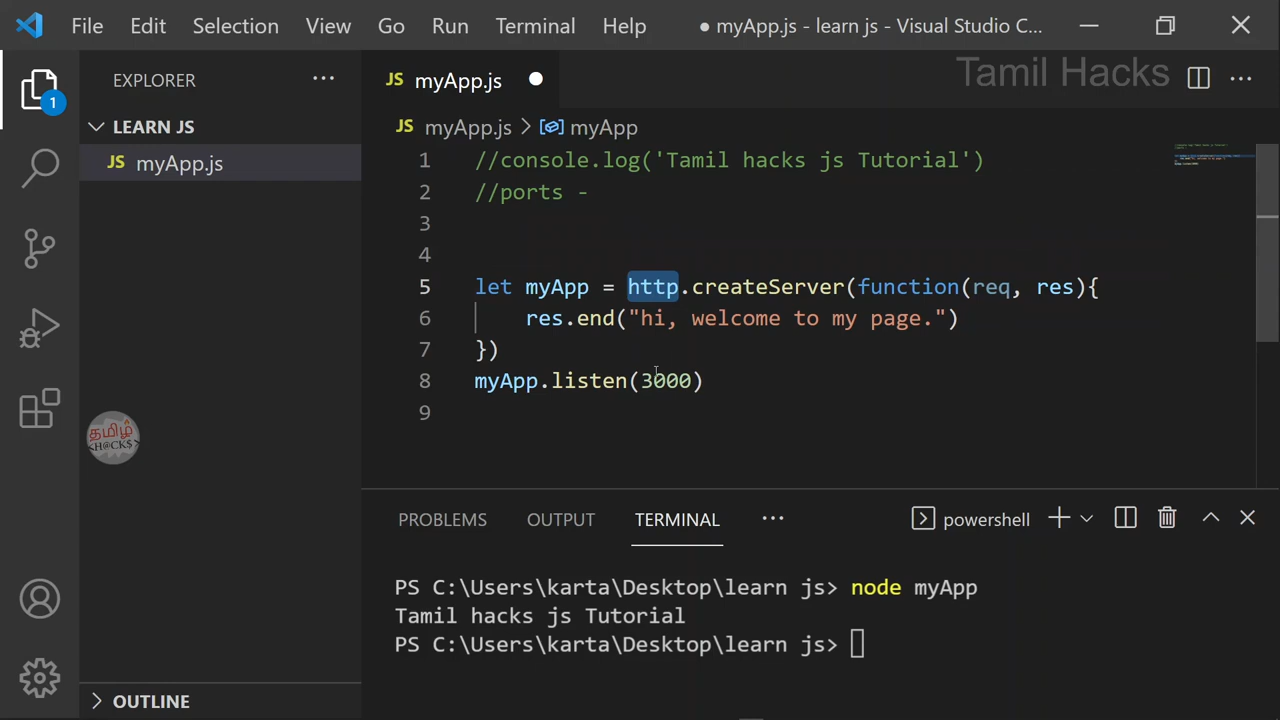 File Edit Selection View Go Run Terminal Help ● myApp.js - learn js - Visual Studio C...
EXPLORER ...
JS myApp.js ●
Tamil Hacks
1
LEARN JS
JS myApp.js > myApp
JS myApp.js
1 //console.log('Tamil hacks js Tutorial')
2 //ports -
3
4
5 let myApp = http.createServer(function(req, res){
6 res.end("hi, welcome to my page.")
7 })
8 myApp.listen(3000)
9
தமிழ்
<H@CK$>
PROBLEMS OUTPUT TERMINAL ... powershell
PS C:\Users\karta\Desktop\learn js> node myApp
Tamil hacks js Tutorial
PS C:\Users\karta\Desktop\learn js>
OUTLINE